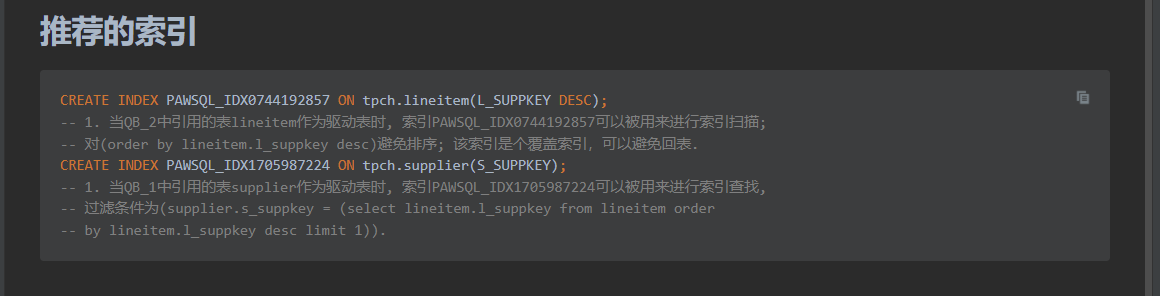 推荐的索引
CREATE INDEX PAWSQL_IDX0744192857 ON tpch.lineitem(L_SUPPKEY DESC);
-- 1. 当QB_2中引用的表lineitem作为驱动表时, 索引PAWSQL_IDX0744192857可以被用来进行索引扫描;
-- 对(order by lineitem.l_suppkey desc)避免排序; 该索引是个覆盖索引, 可以避免回表.
CREATE INDEX PAWSQL_IDX1705987224 ON tpch.supplier(S_SUPPKEY);
-- 1. 当QB_1中引用的表supplier作为驱动表时, 索引PAWSQL_IDX1705987224可以被用来进行索引查找,
-- 过滤条件为(supplier.s_suppkey = (select lineitem.l_suppkey from lineitem order
-- by lineitem.l_suppkey desc limit 1)).